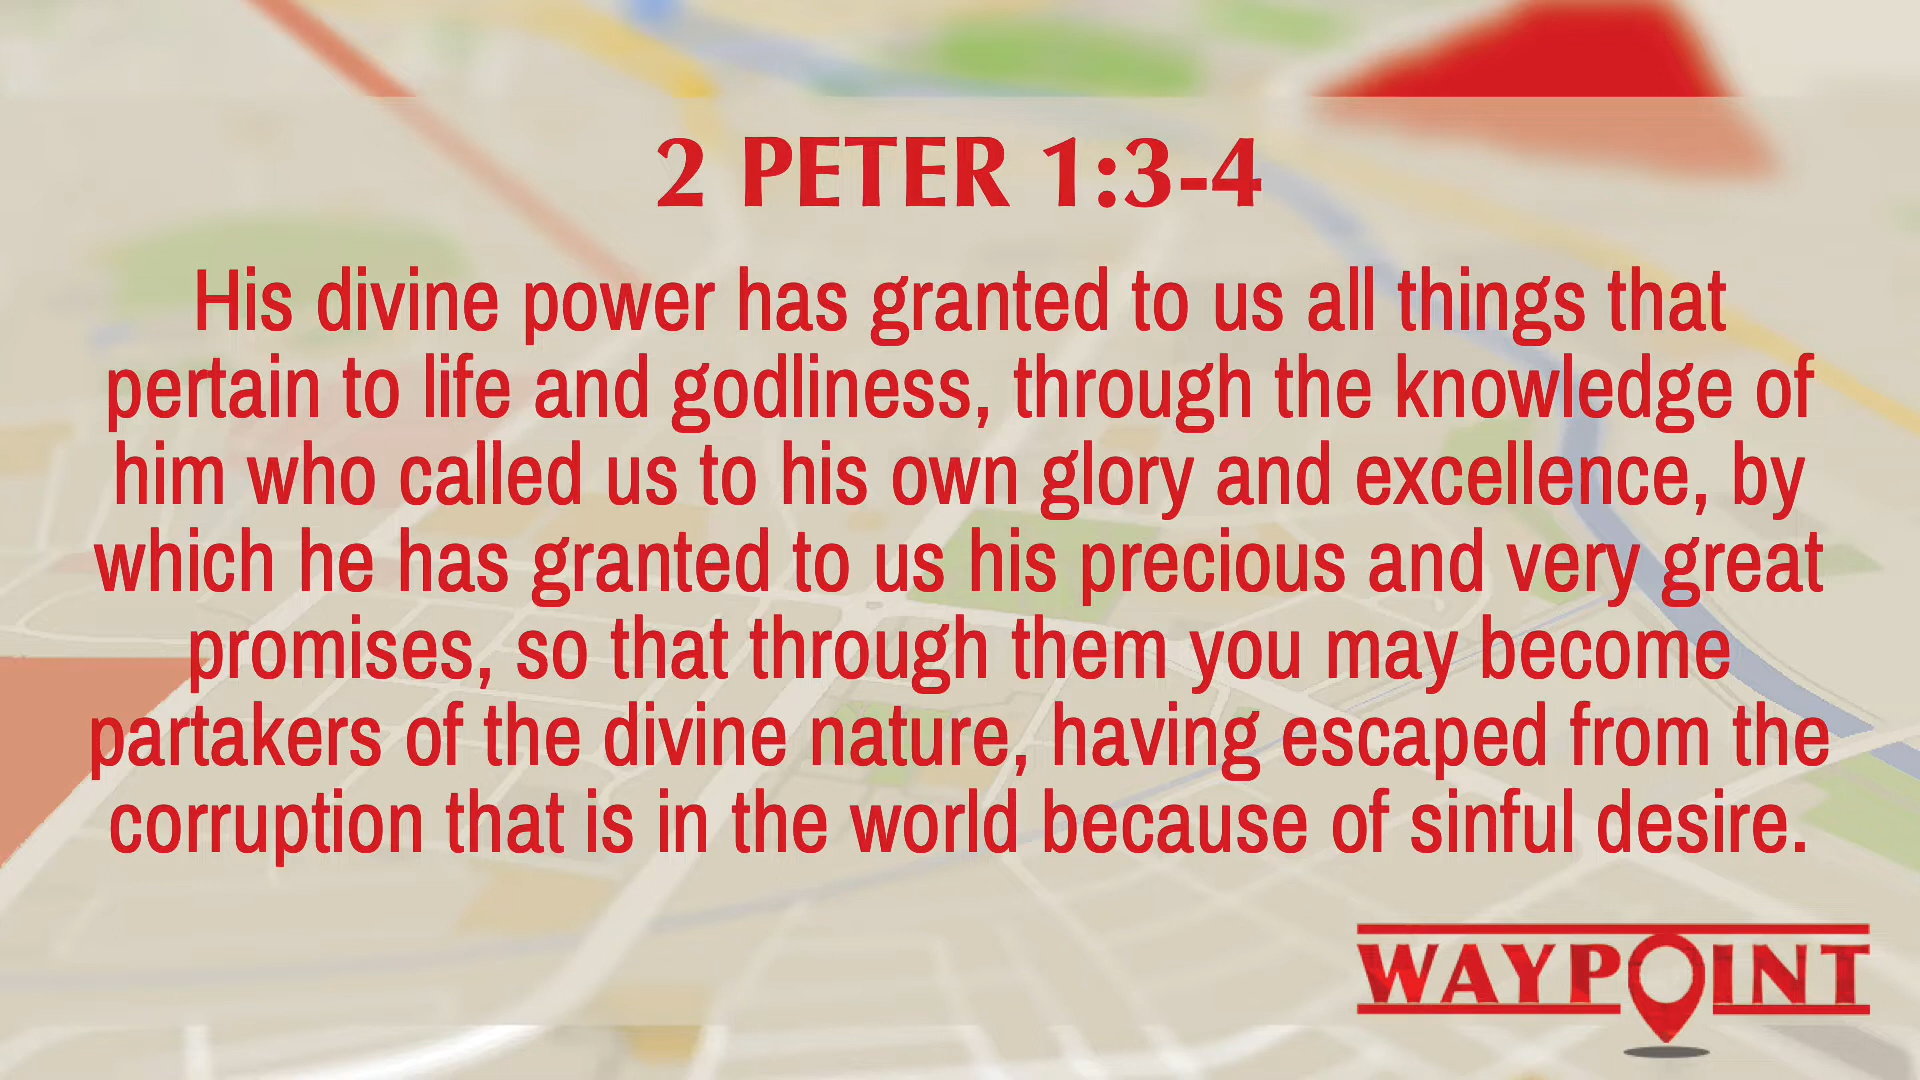 2 PETER 1:3-4
His divine power has granted to us all things that
pertain to life and godliness, through the knowledge of
him who called us to his own glory and excellence, by
which he has granted to us his precious and very great
promises, so that through them you may become
partakers of the divine nature, having escaped from the
corruption that is in the world because of sinful desire.
WAYPOINT